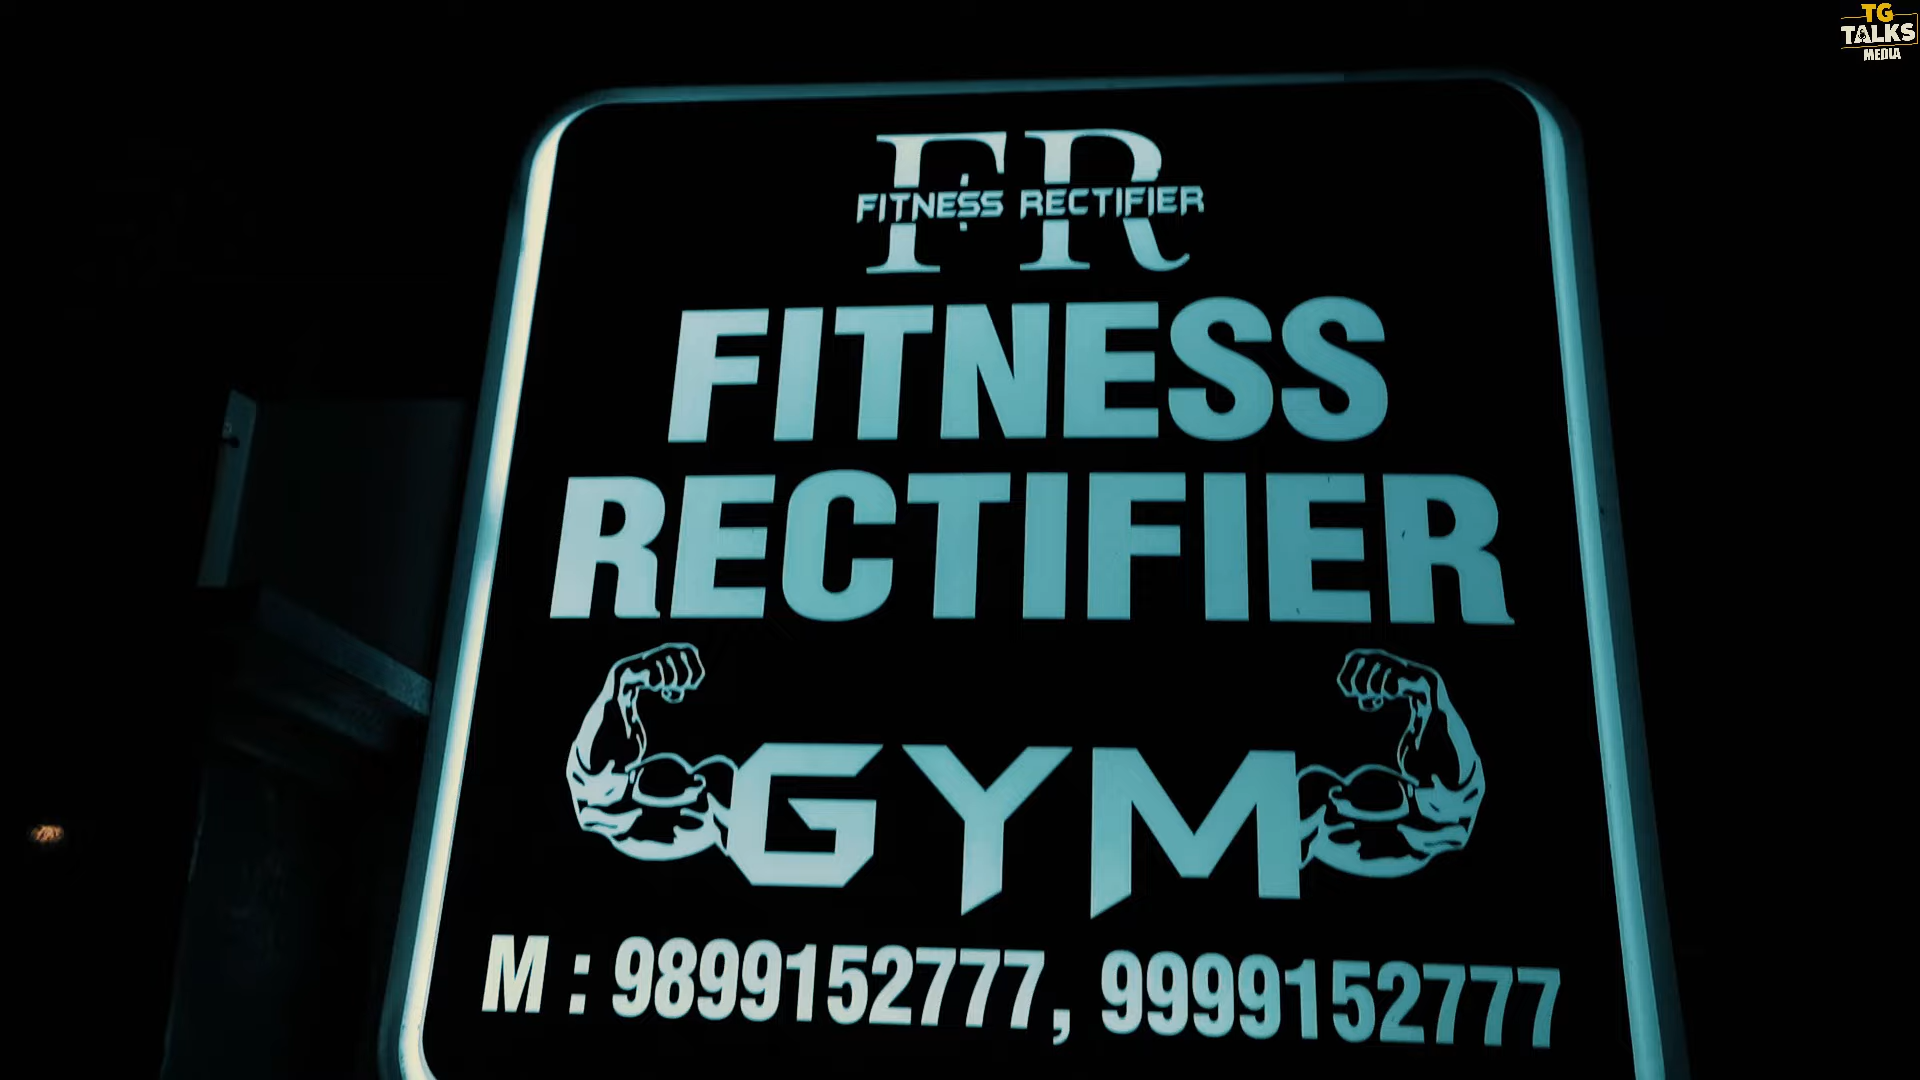 TG
TALKS
MEDIA
FR
FITNESS RECTIFIER
FITNESS
RECTIFIER
GYM
M : 9899152777, 9999152777